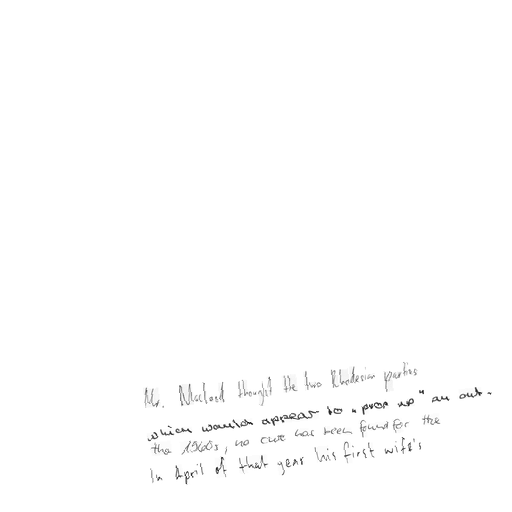 Mr. Macleod thought the two Rhodesian parties
which would appear to "prop up" an out-
the 1960s, no cure has been found for the
In April of that year his first wife's